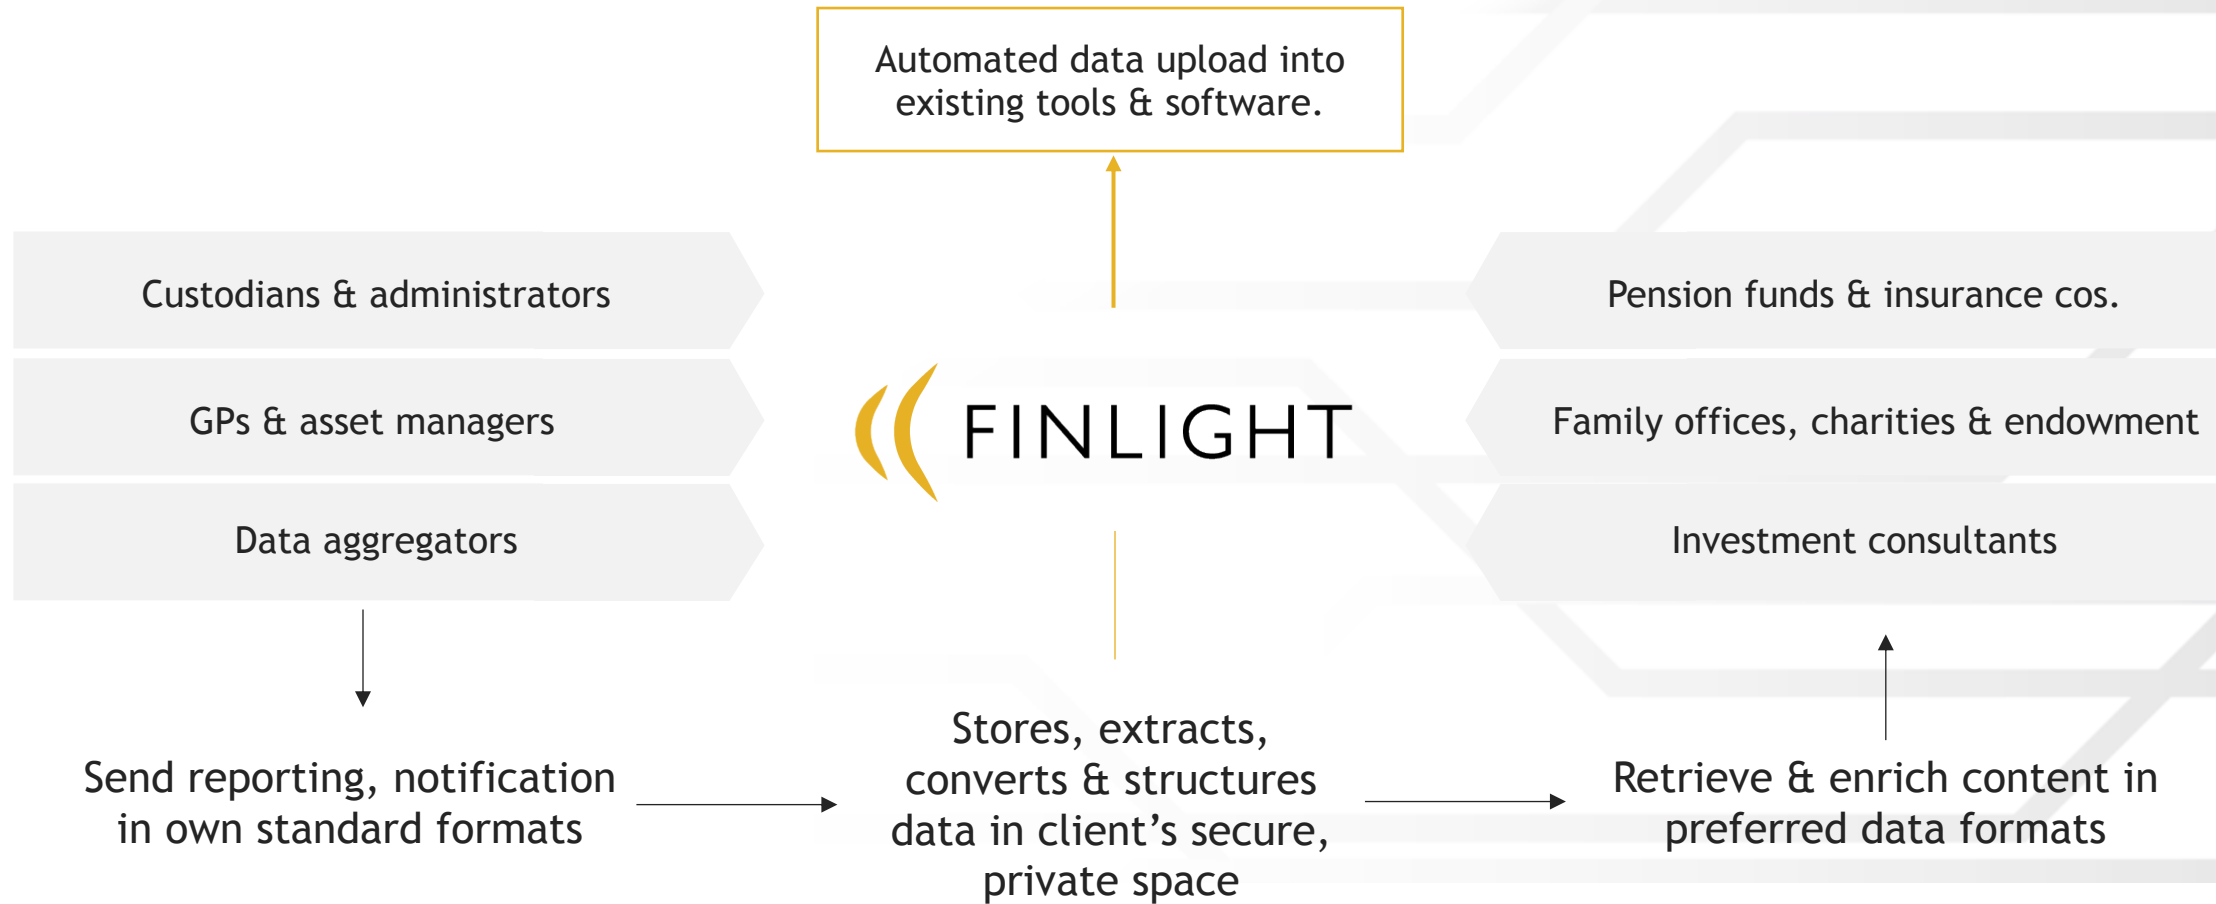 Automated data upload into
existing tools & software.
Custodians & administrators
GPs & asset managers
Data aggregators
FINLIGHT
Pension funds & insurance cos.
Family offices, charities & endowment
Investment consultants
Send reporting, notification
in own standard formats
Stores, extracts,
converts & structures
data in client’s secure,
private space
Retrieve & enrich content in
preferred data formats